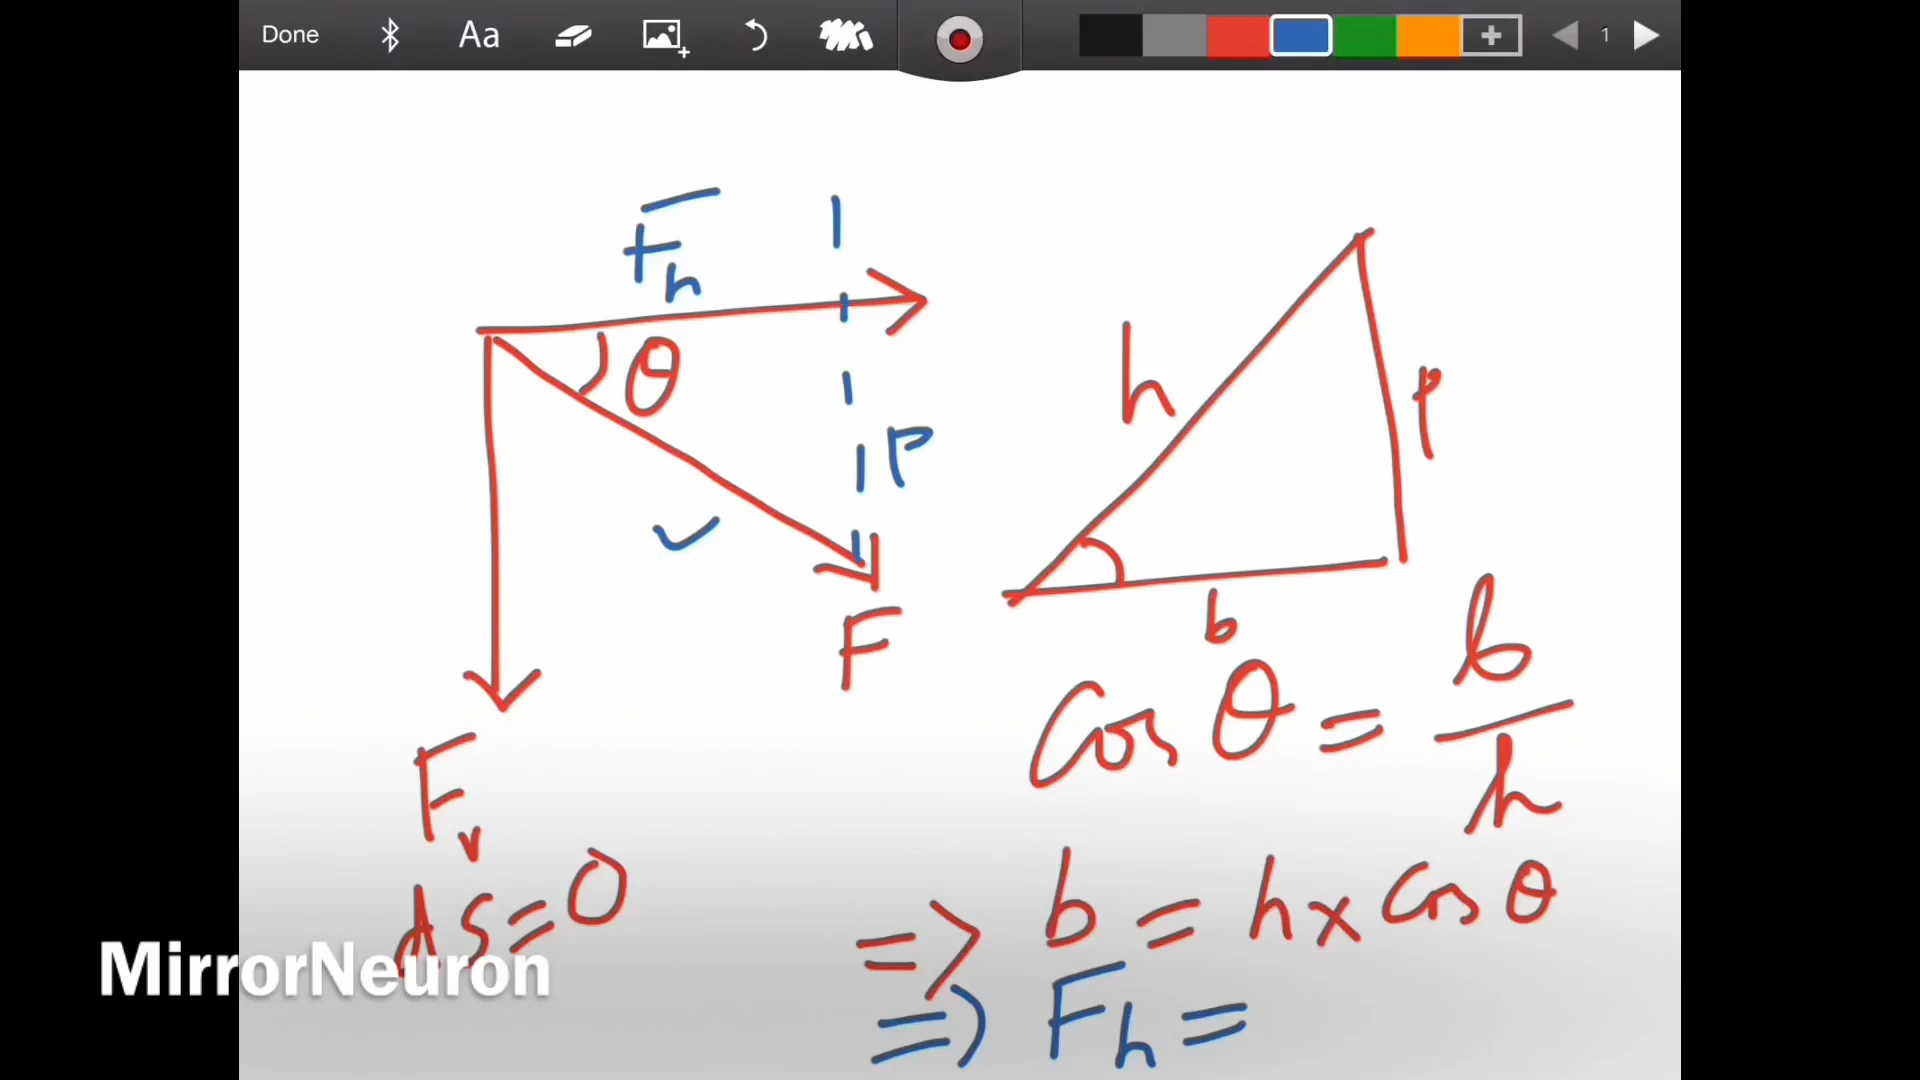 Done Aa 1
Fh
θ
P
F
Fv
ds=0
h
p
b
cos θ = b/h
=> b = h x cos θ
=> Fh =
MirrorNeuron